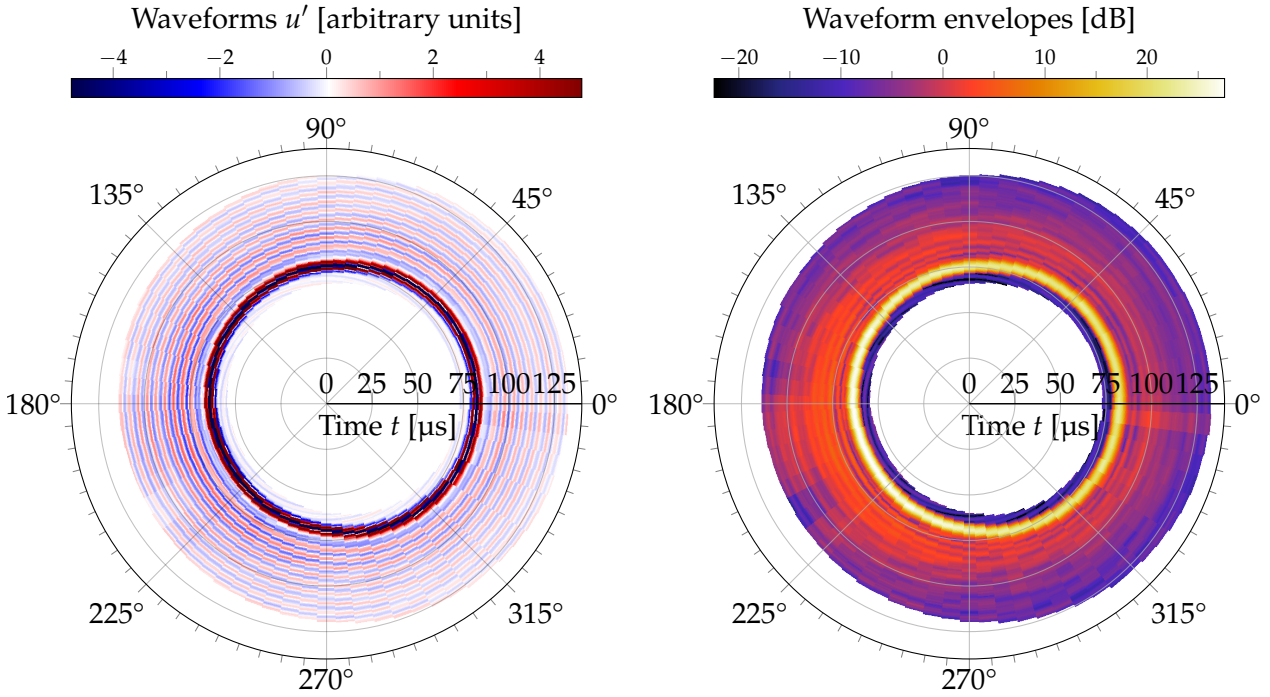 Waveforms u′ [arbitrary units]
−4 −2 0 2 4
90°
135° 45°
0 25 50 75 100 125
180° 0°
Time t [µs]
225° 315°
270°
Waveform envelopes [dB]
−20 −10 0 10 20
90°
135° 45°
0 25 50 75 100 125
180° 0°
Time t [µs]
225° 315°
270°